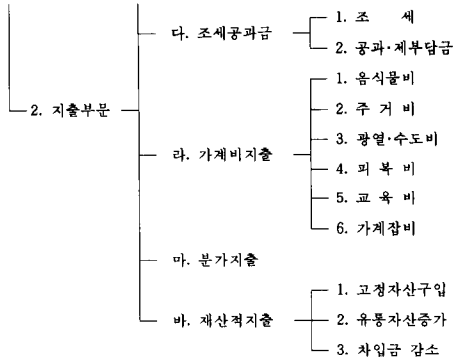 1. 조 세
다. 조세공과금
2. 공과·제부담금
1. 음식물비
2. 지출부문
2. 주 거 비
3. 광열·수도비
라. 가계비지출
4. 피 복 비
5. 교 육 비
6. 가계잡비
마. 분가지출
1. 고정자산구입
바. 재산적지출
2. 유통자산증가
3. 차입금 감소